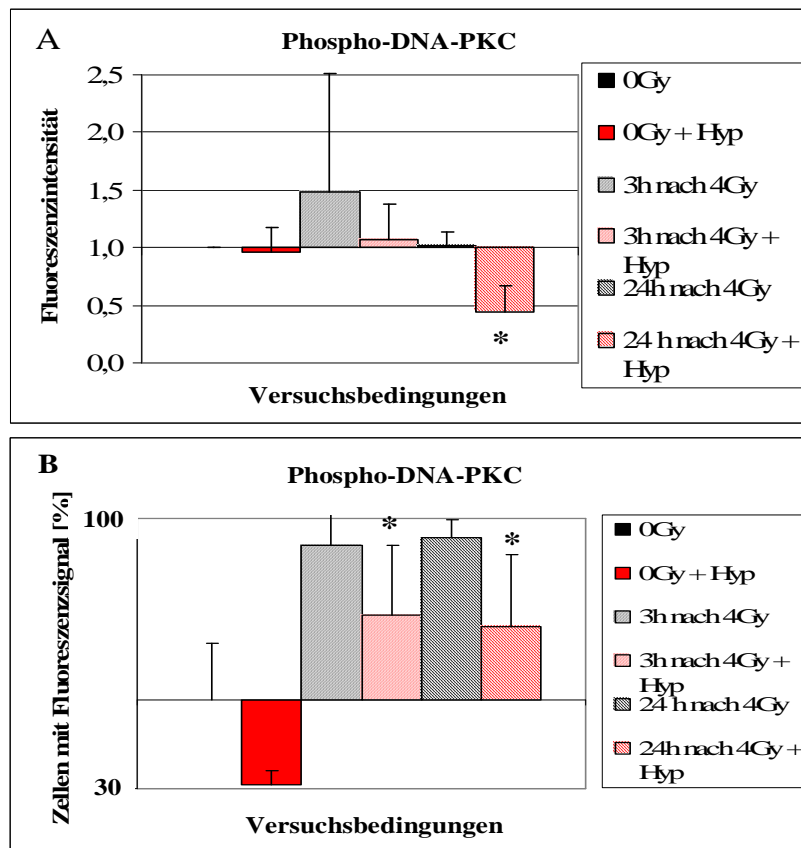 A
Phospho-DNA-PKC
Fluoreszenzintensität
2,5
2,0
1,5
1,0
0,5
0,0
*
Versuchsbedingungen
0Gy
0Gy + Hyp
3h nach 4Gy
3h nach 4Gy +
Hyp
24h nach 4Gy
24 h nach 4Gy +
Hyp
B
Phospho-DNA-PKC
Zellen mit Fluoreszenzsignal [%]
100
30
*
*
Versuchsbedingungen
0Gy
0Gy + Hyp
3h nach 4Gy
3h nach 4Gy +
Hyp
24 h nach 4Gy
24h nach 4Gy +
Hyp